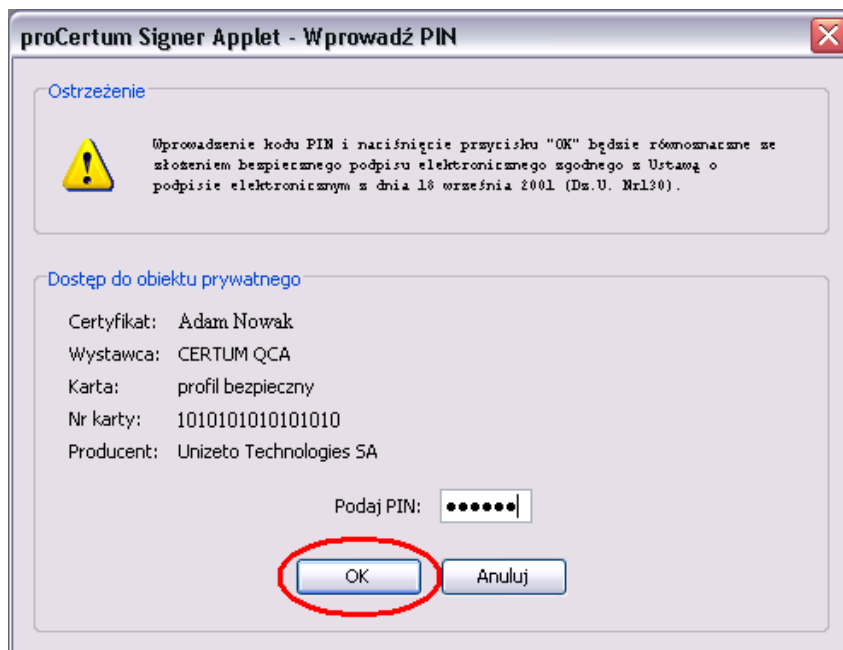 proCertum Signer Applet - Wprowadź PIN
Ostrzeżenie
Wprowadzenie kodu PIN i naciśnięcie przycisku "OK" będzie równoznaczne ze
złożeniem bezpiecznego podpisu elektronicznego zgodnego z Ustawą o
podpisie elektronicznym z dnia 18 września 2001 (Dz.U. Nr130).
Dostęp do obiektu prywatnego
Certyfikat: Adam Nowak
Wystawca: CERTUM QCA
Karta: profil bezpieczny
Nr karty: 1010101010101010
Producent: Unizeto Technologies SA
Podaj PIN: ●●●●●●
OK Anuluj